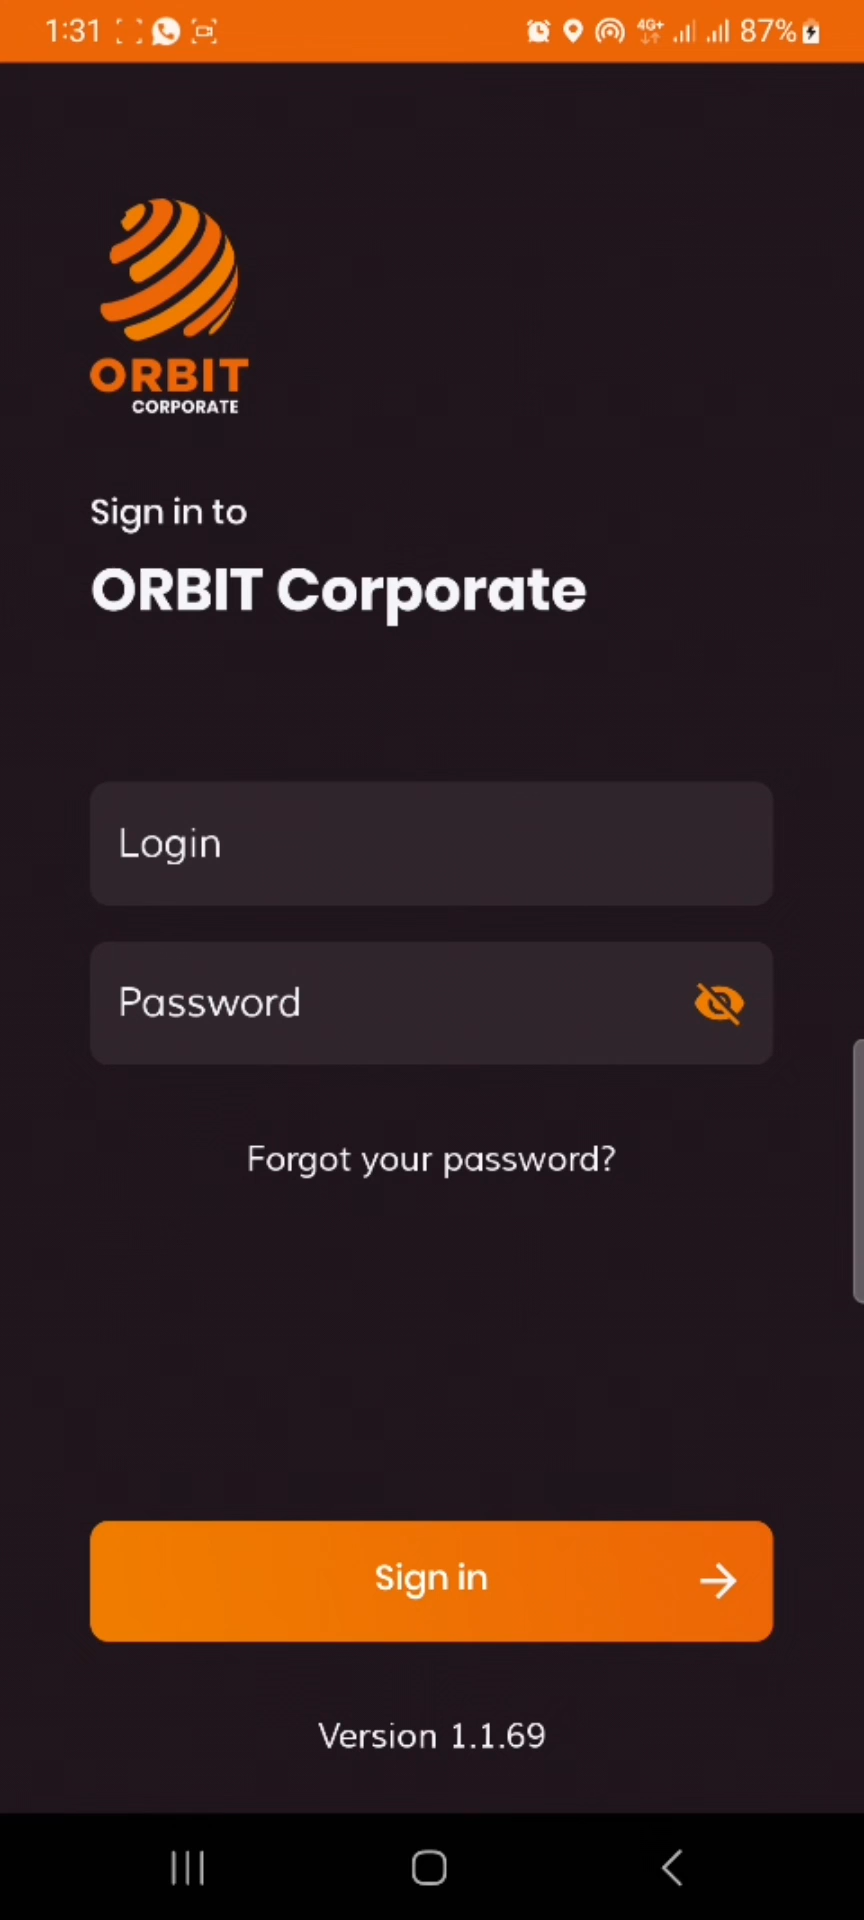 1:31
4G+
87%
ORBIT
CORPORATE
Sign in to
ORBIT Corporate
Login
Password
Forgot your password?
Sign in
Version 1.1.69